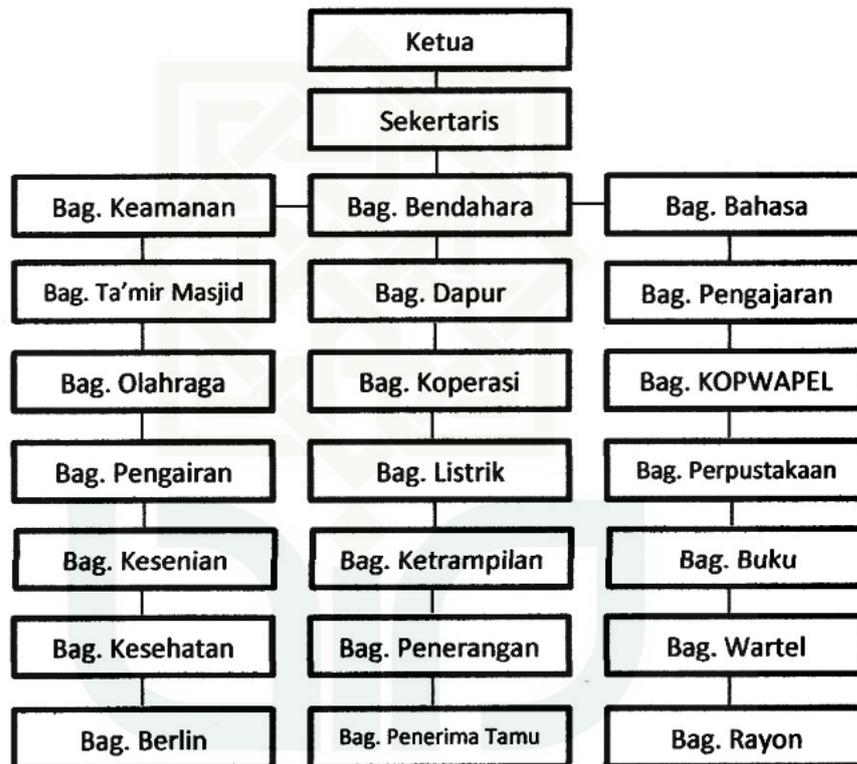 Ketua
Sekertaris
Bag. Keamanan
Bag. Bendahara
Bag. Bahasa
Bag. Ta'mir Masjid
Bag. Dapur
Bag. Pengajaran
Bag. Olahraga
Bag. Koperasi
Bag. KOPWAPEL
Bag. Pengairan
Bag. Listrik
Bag. Perpustakaan
Bag. Kesenian
Bag. Ketrampilan
Bag. Buku
Bag. Kesehatan
Bag. Penerangan
Bag. Wartel
Bag. Berlin
Bag. Penerima Tamu
Bag. Rayon